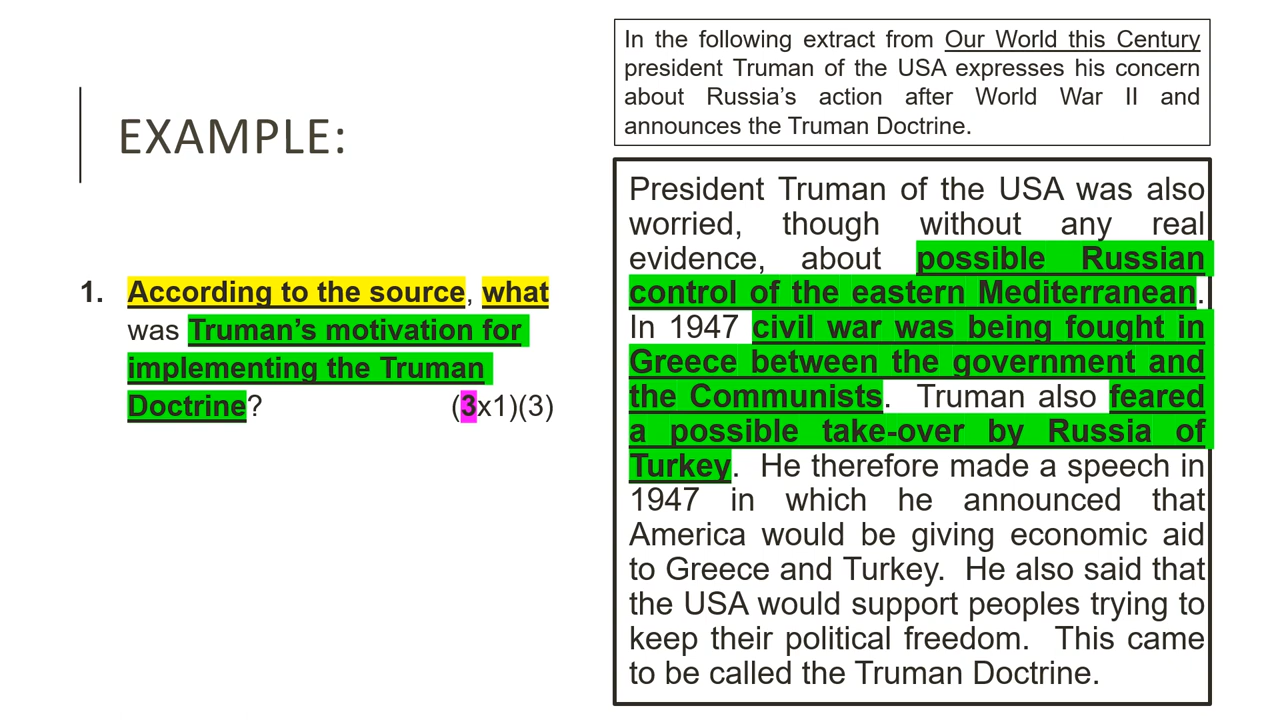 EXAMPLE:
1. According to the source, what
was Truman’s motivation for
implementing the Truman
Doctrine? (3x1)(3)
In the following extract from Our World this Century
president Truman of the USA expresses his concern
about Russia’s action after World War II and
announces the Truman Doctrine.
President Truman of the USA was also
worried, though without any real
evidence, about possible Russian
control of the eastern Mediterranean.
In 1947 civil war was being fought in
Greece between the government and
the Communists. Truman also feared
a possible take-over by Russia of
Turkey. He therefore made a speech in
1947 in which he announced that
America would be giving economic aid
to Greece and Turkey. He also said that
the USA would support peoples trying to
keep their political freedom. This came
to be called the Truman Doctrine.